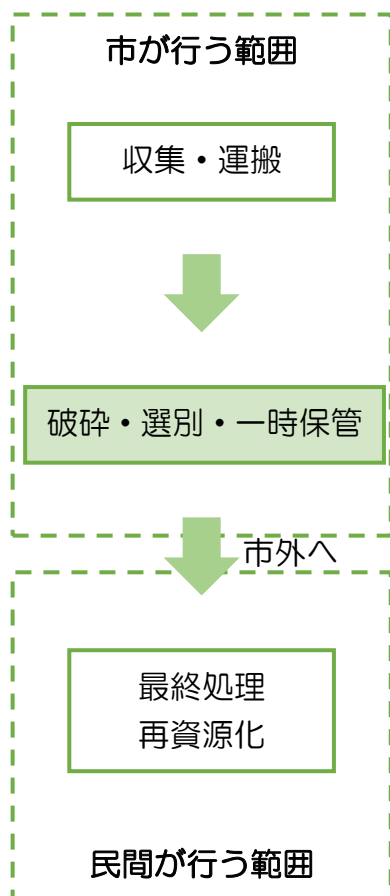 市が行う範囲
収集・運搬
破砕・選別・一時保管
市外へ
最終処理
再資源化
民間が行う範囲